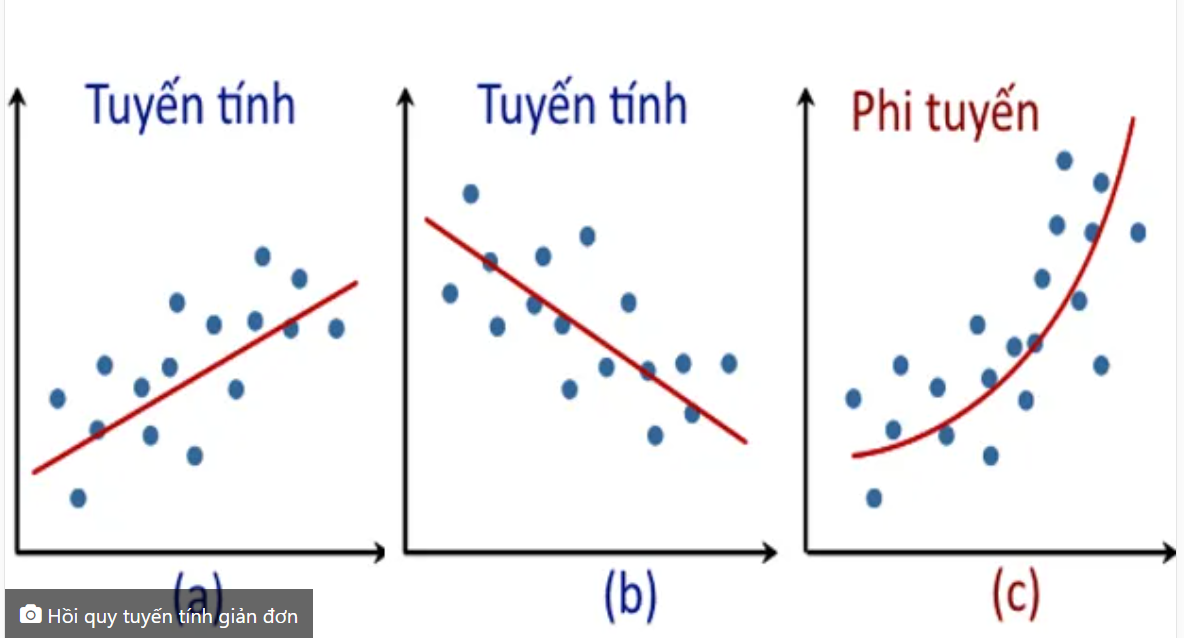 Tuyến tính
Tuyến tính
Phi tuyến
(a)
(b)
(c)
Hồi quy tuyến tính giản đơn